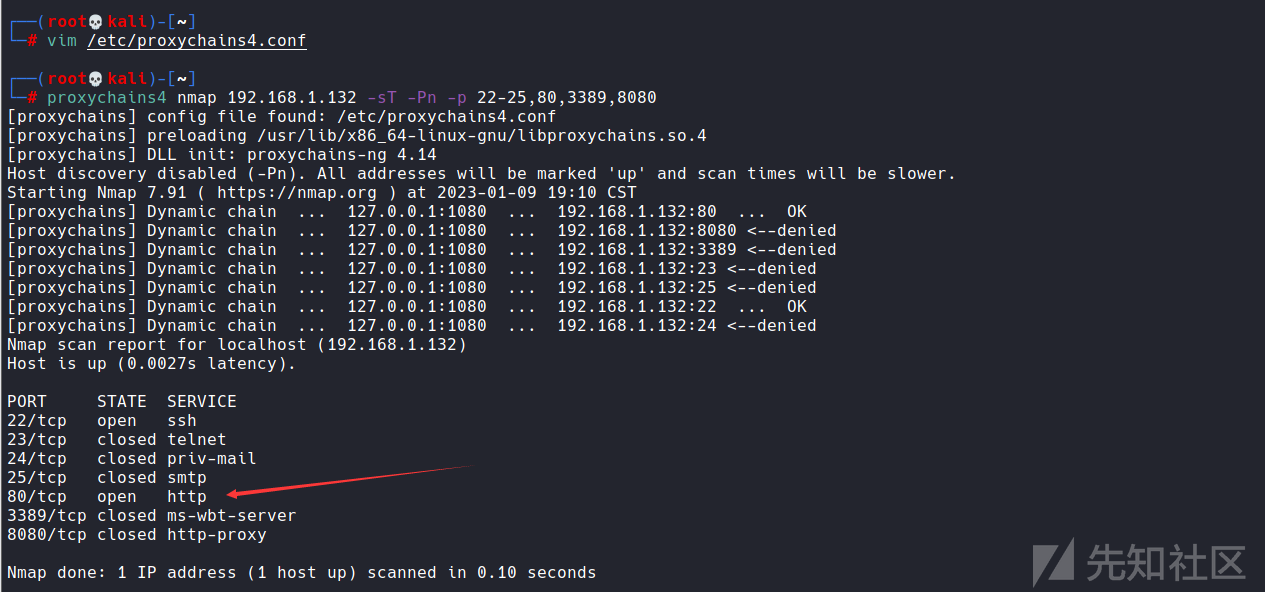 ┌──(root💀kali)-[~]
└─# vim /etc/proxychains4.conf
┌──(root💀kali)-[~]
└─# proxychains4 nmap 192.168.1.132 -sT -Pn -p 22-25,80,3389,8080
[proxychains] config file found: /etc/proxychains4.conf
[proxychains] preloading /usr/lib/x86_64-linux-gnu/libproxychains.so.4
[proxychains] DLL init: proxychains-ng 4.14
Host discovery disabled (-Pn). All addresses will be marked 'up' and scan times will be slower.
Starting Nmap 7.91 ( https://nmap.org ) at 2023-01-09 19:10 CST
[proxychains] Dynamic chain  ...  127.0.0.1:1080  ...  192.168.1.132:80  ...  OK
[proxychains] Dynamic chain  ...  127.0.0.1:1080  ...  192.168.1.132:8080 <--denied
[proxychains] Dynamic chain  ...  127.0.0.1:1080  ...  192.168.1.132:3389 <--denied
[proxychains] Dynamic chain  ...  127.0.0.1:1080  ...  192.168.1.132:23 <--denied
[proxychains] Dynamic chain  ...  127.0.0.1:1080  ...  192.168.1.132:25 <--denied
[proxychains] Dynamic chain  ...  127.0.0.1:1080  ...  192.168.1.132:22  ...  OK
[proxychains] Dynamic chain  ...  127.0.0.1:1080  ...  192.168.1.132:24 <--denied
Nmap scan report for localhost (192.168.1.132)
Host is up (0.0027s latency).
PORT     STATE  SERVICE
22/tcp   open   ssh
23/tcp   closed telnet
24/tcp   closed priv-mail
25/tcp   closed smtp
80/tcp   open   http
3389/tcp closed ms-wbt-server
8080/tcp closed http-proxy
Nmap done: 1 IP address (1 host up) scanned in 0.10 seconds
先知社区